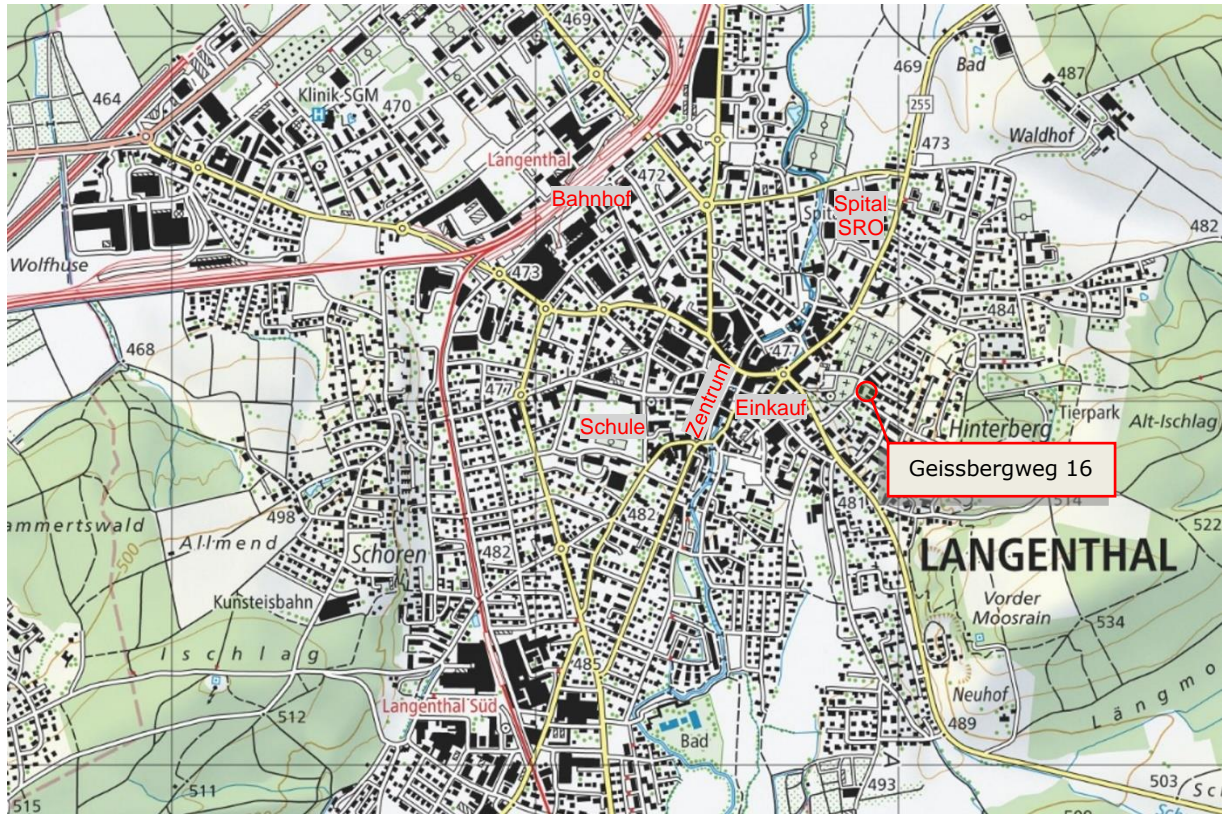 469
469
Bad
487
464
Klinik SGM
470
H
255
473
Waldhof
Langenthal
472
Bahnhof
Spital
SRO
Spit
482
Wolfhuse
473
484
468
477
477
Zentrum
Einkauf
Schule
Hinterberg
Tierpark
Alt-Ischlag
Geissbergweg 16
514
522
481
482
498
ammertswald
Allmend
500
Schoren
482
LANGENTHAL
Kunsteisbahn
Vorder
Moosrain
534
Ischlag
485
Neuhof
Längmo
Langenthal Süd
512
489
Bad
A
493
503
Sc
511
515
509
Sch